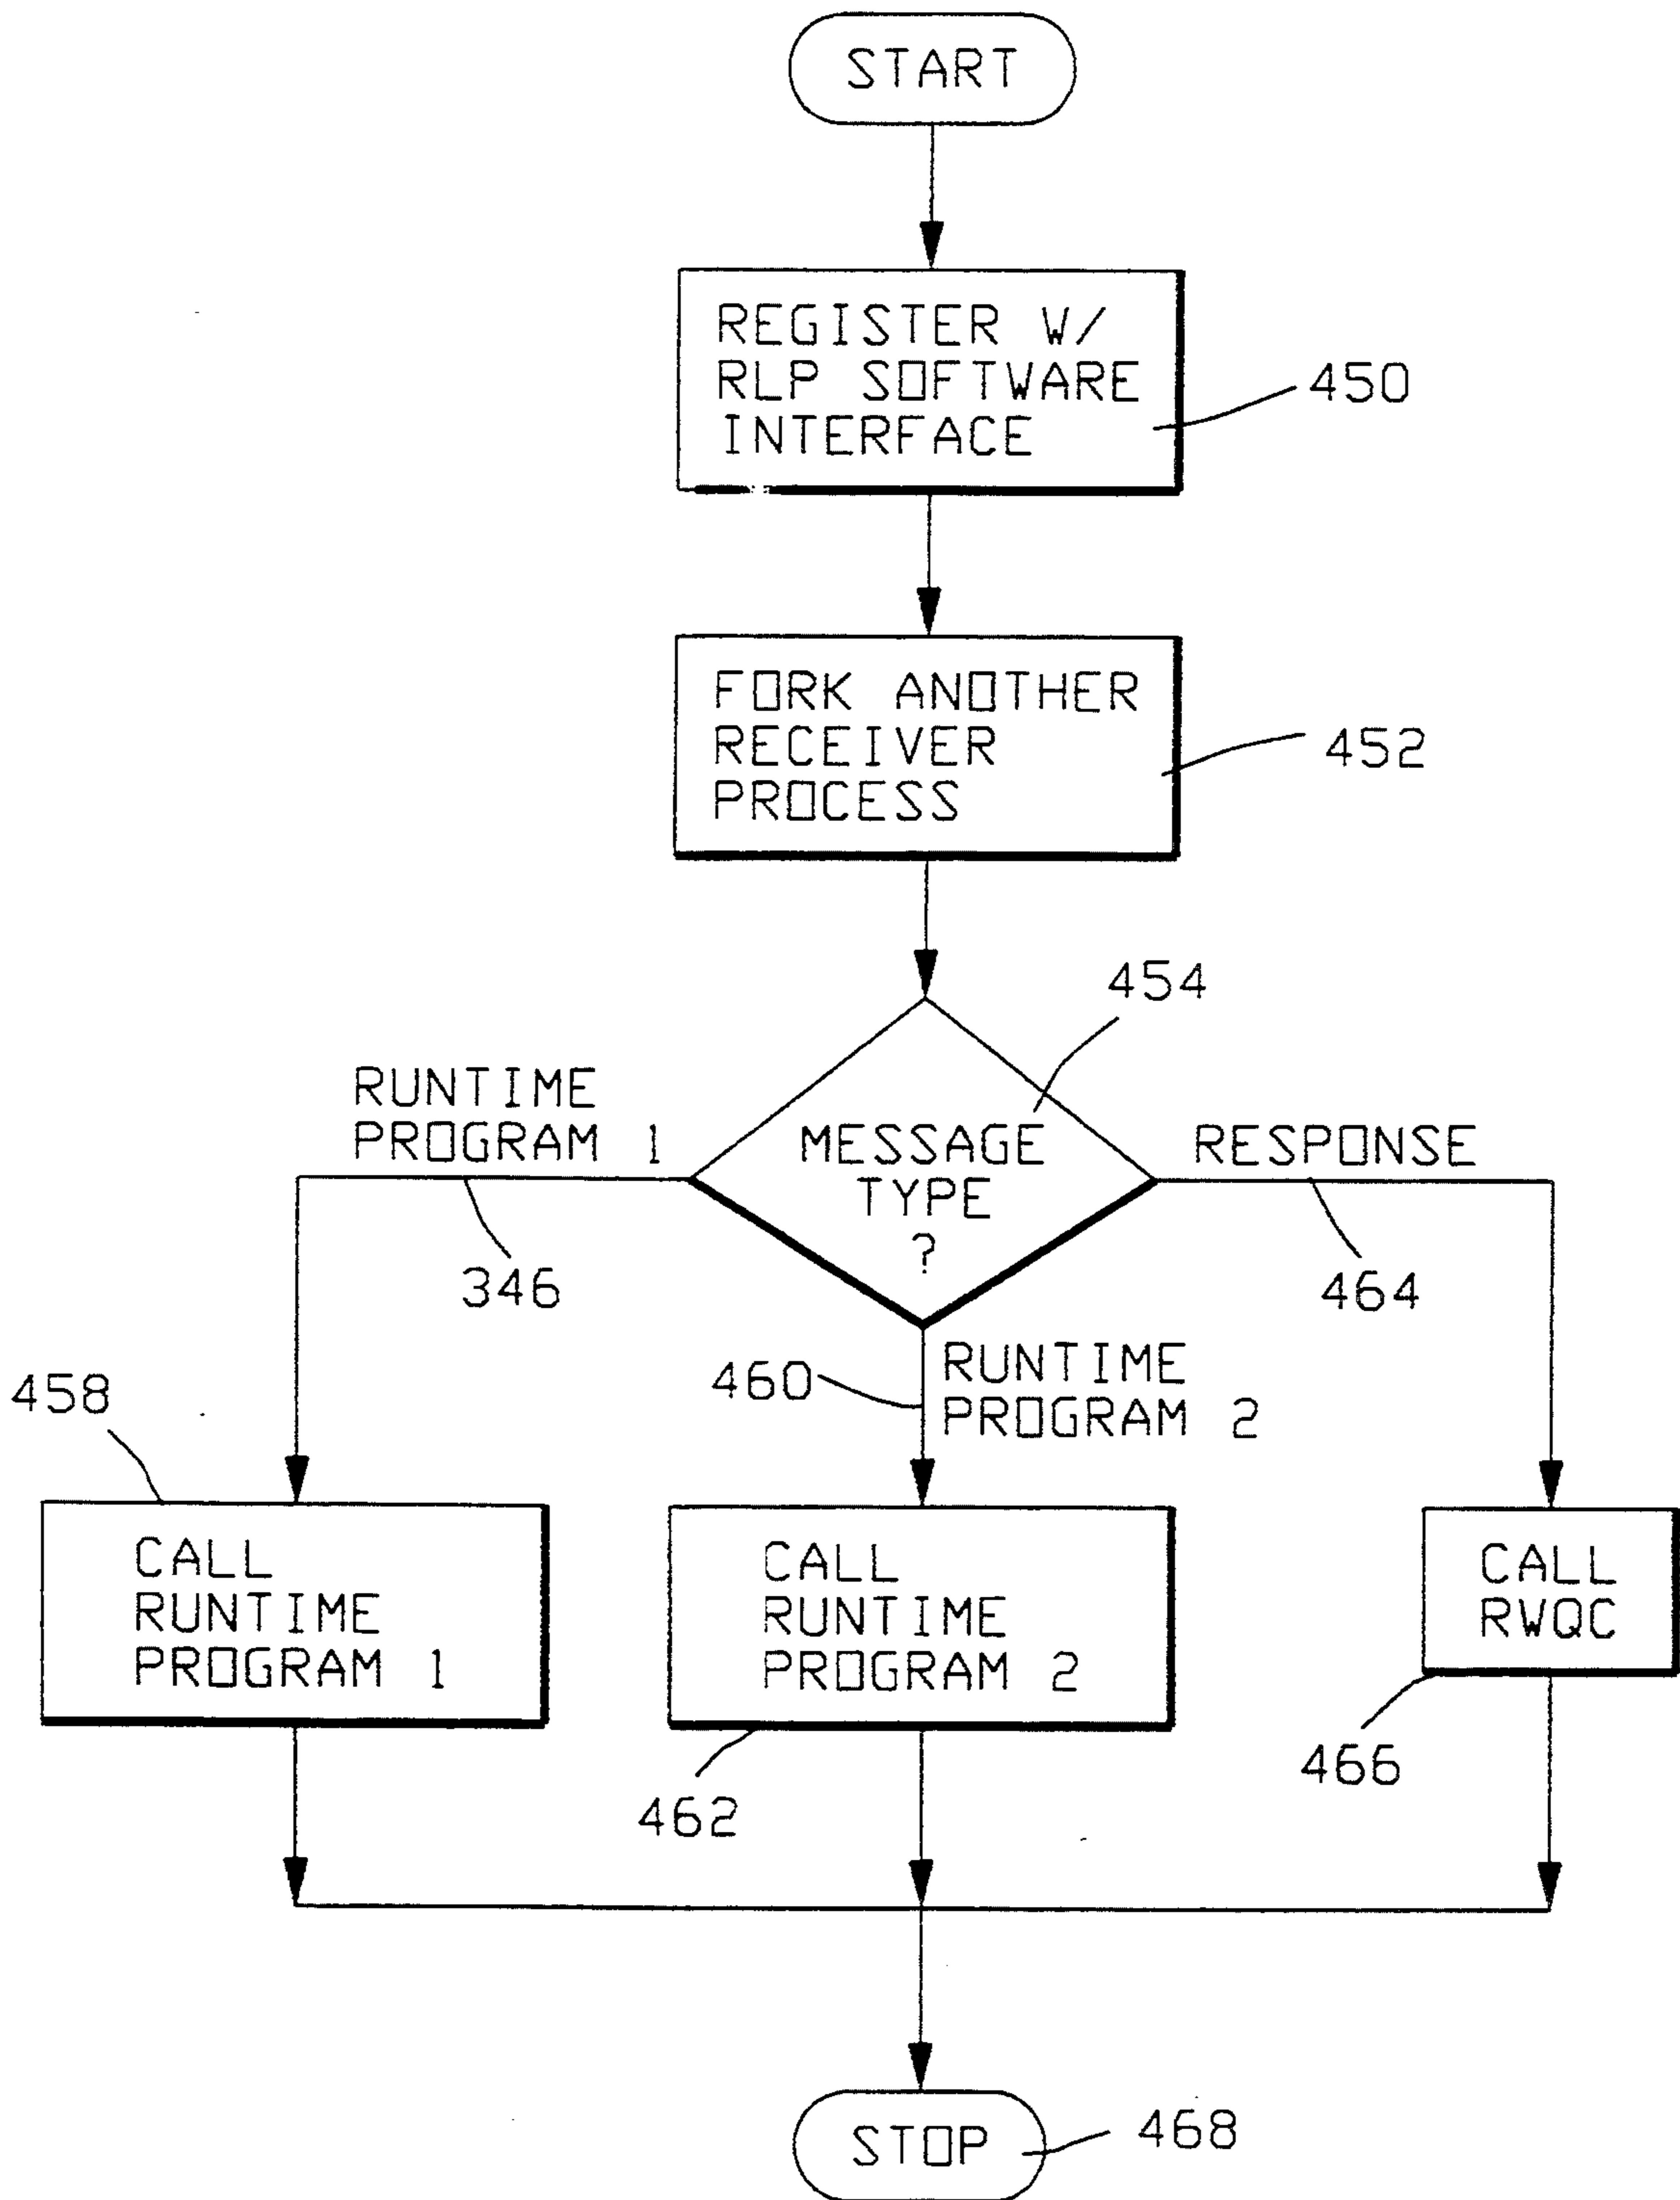 START
REGISTER W/
RLP SOFTWARE
INTERFACE
450
FORK ANOTHER
RECEIVER
PROCESS
452
454
RUNTIME
PROGRAM 1
MESSAGE
TYPE
?
RESPONSE
346
464
460
RUNTIME
PROGRAM 2
458
CALL
RUNTIME
PROGRAM 1
CALL
RUNTIME
PROGRAM 2
CALL
RWQC
462
466
STOP
468